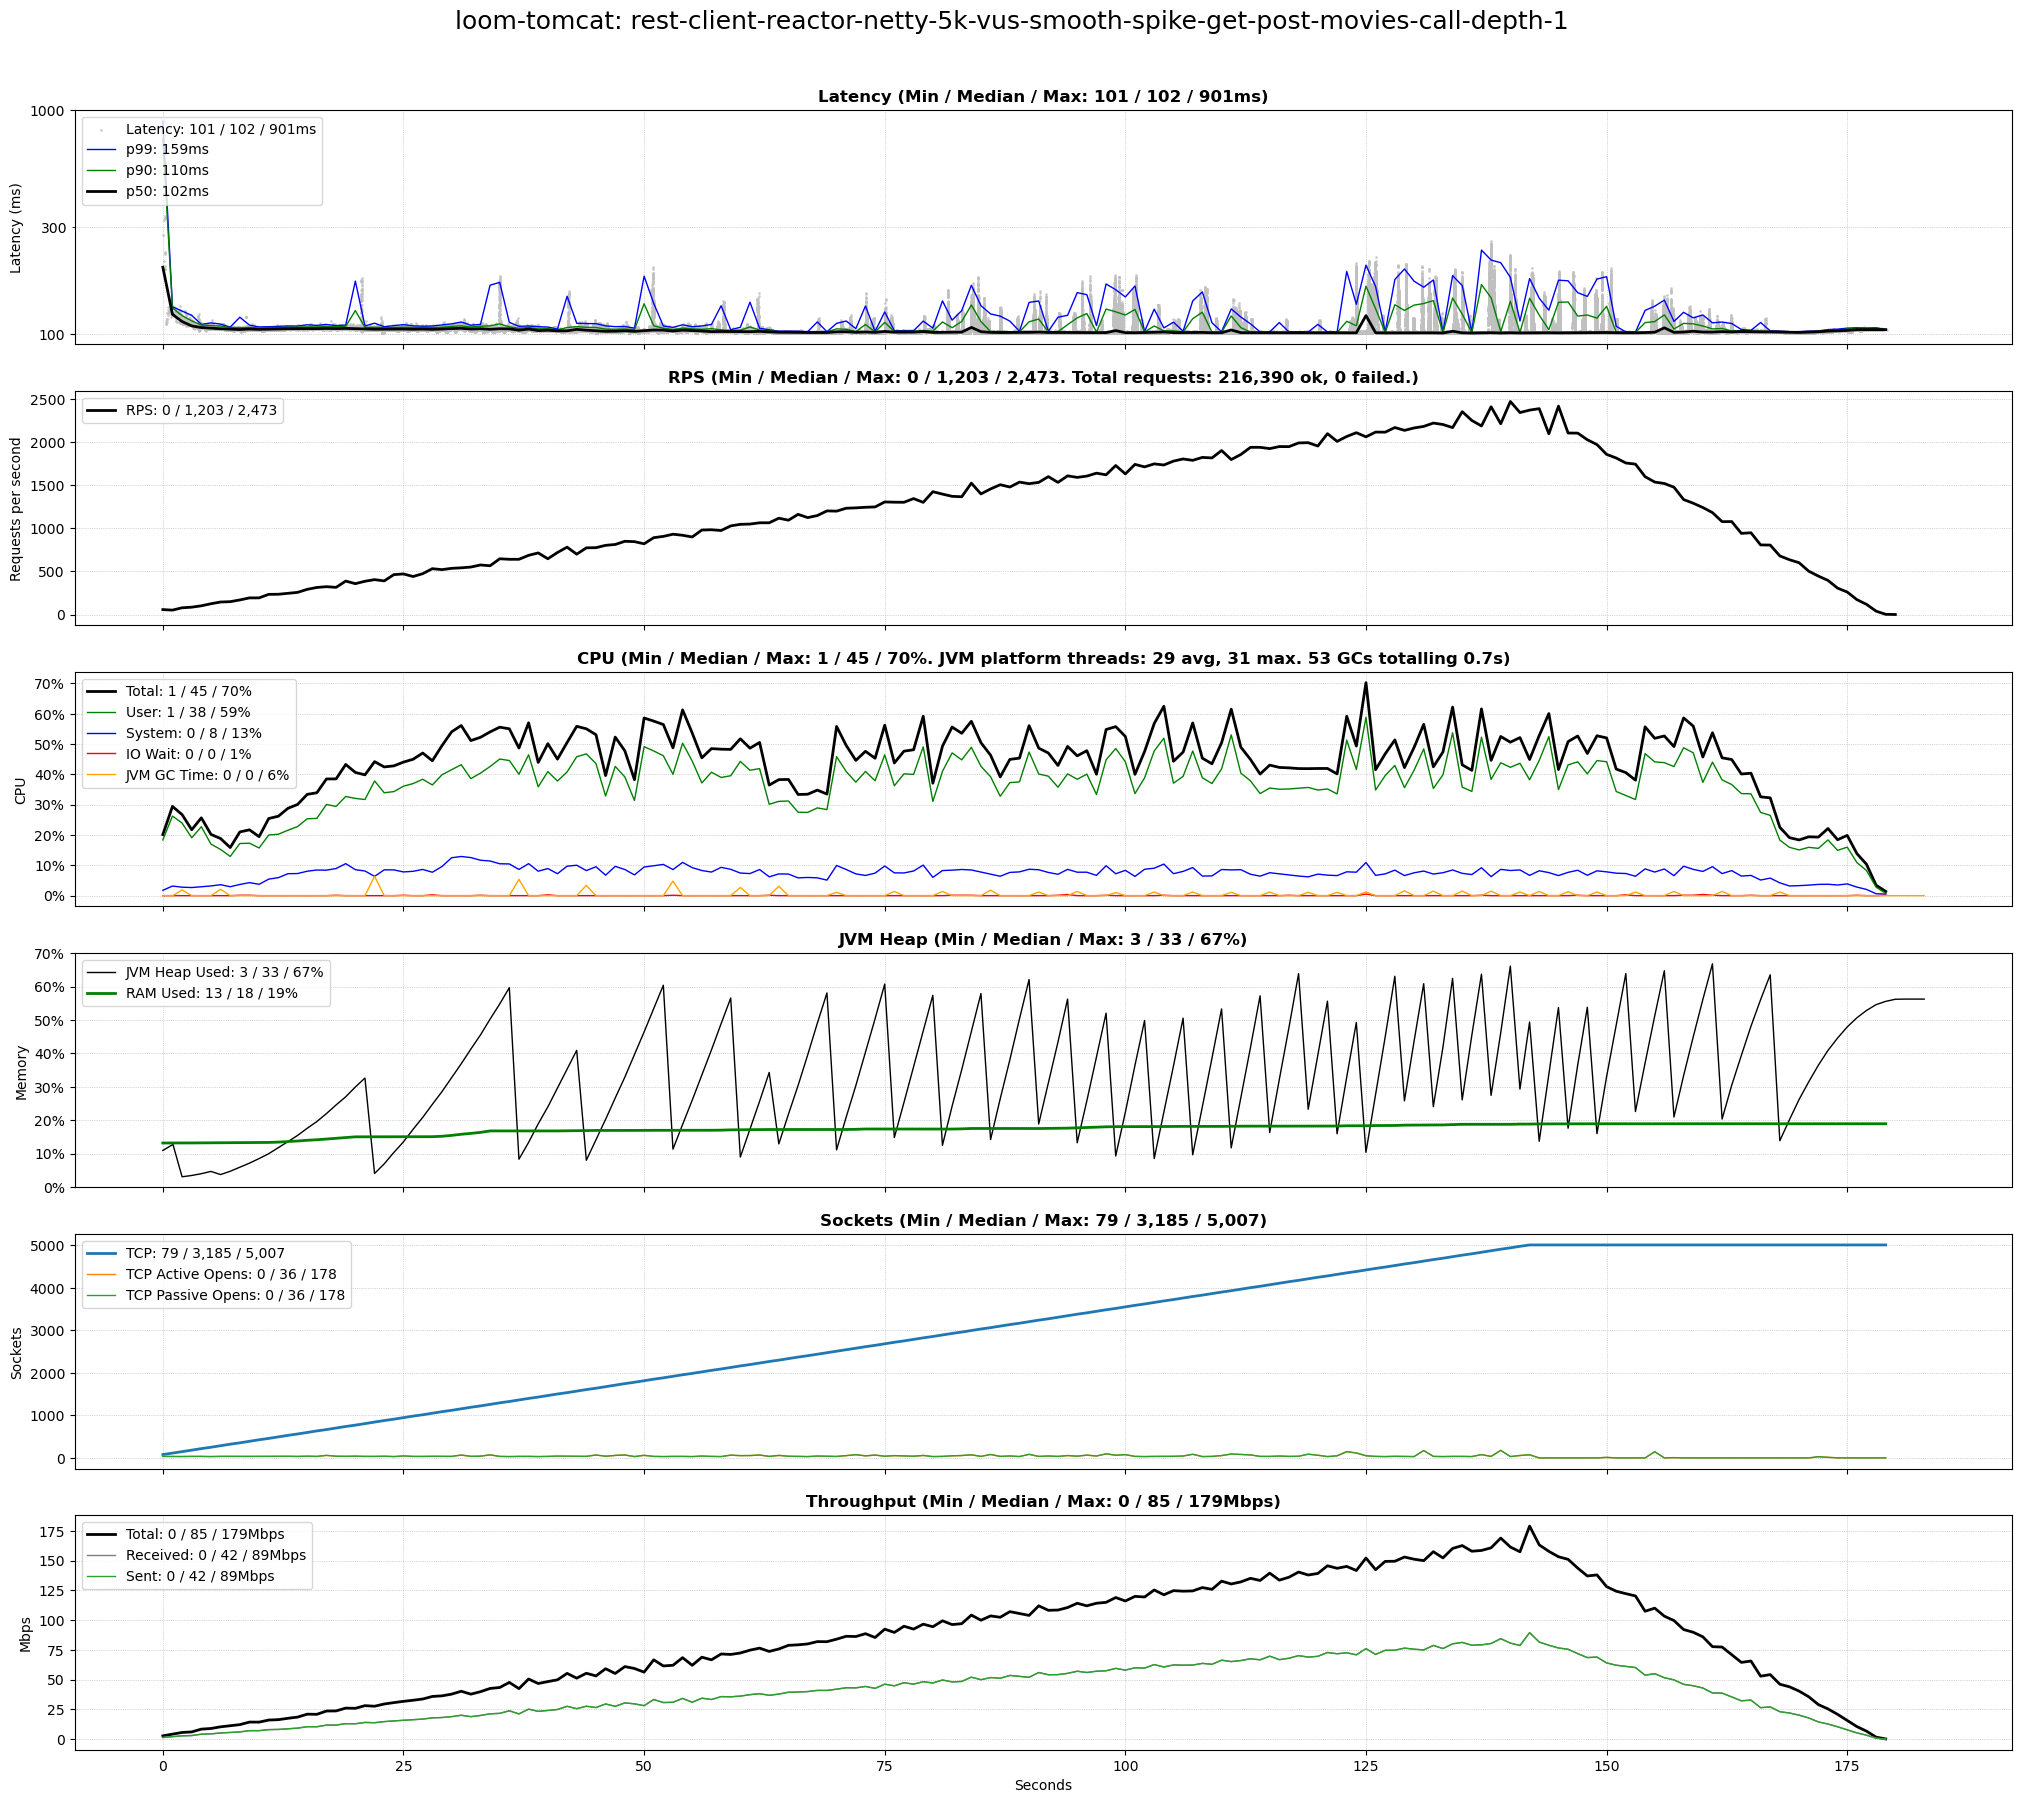 loom-tomcat: rest-client-reactor-netty-5k-vus-smooth-spike-get-post-movies-call-depth-1
Latency (Min / Median / Max: 101 / 102 / 901ms)
Latency (ms)
1000
300
100
Latency: 101 / 102 / 901ms
p99: 159ms
p90: 110ms
p50: 102ms
RPS (Min / Median / Max: 0 / 1,203 / 2,473. Total requests: 216,390 ok, 0 failed.)
Requests per second
2500
2000
1500
1000
500
0
RPS: 0 / 1,203 / 2,473
CPU (Min / Median / Max: 1 / 45 / 70%. JVM platform threads: 29 avg, 31 max. 53 GCs totalling 0.7s)
CPU
70%
60%
50%
40%
30%
20%
10%
0%
Total: 1 / 45 / 70%
User: 1 / 38 / 59%
System: 0 / 8 / 13%
IO Wait: 0 / 0 / 1%
JVM GC Time: 0 / 0 / 6%
JVM Heap (Min / Median / Max: 3 / 33 / 67%)
Memory
70%
60%
50%
40%
30%
20%
10%
0%
JVM Heap Used: 3 / 33 / 67%
RAM Used: 13 / 18 / 19%
Sockets (Min / Median / Max: 79 / 3,185 / 5,007)
Sockets
5000
4000
3000
2000
1000
0
TCP: 79 / 3,185 / 5,007
TCP Active Opens: 0 / 36 / 178
TCP Passive Opens: 0 / 36 / 178
Throughput (Min / Median / Max: 0 / 85 / 179Mbps)
Mbps
175
150
125
100
75
50
25
0
Total: 0 / 85 / 179Mbps
Received: 0 / 42 / 89Mbps
Sent: 0 / 42 / 89Mbps
0 25 50 75 100 125 150 175
Seconds